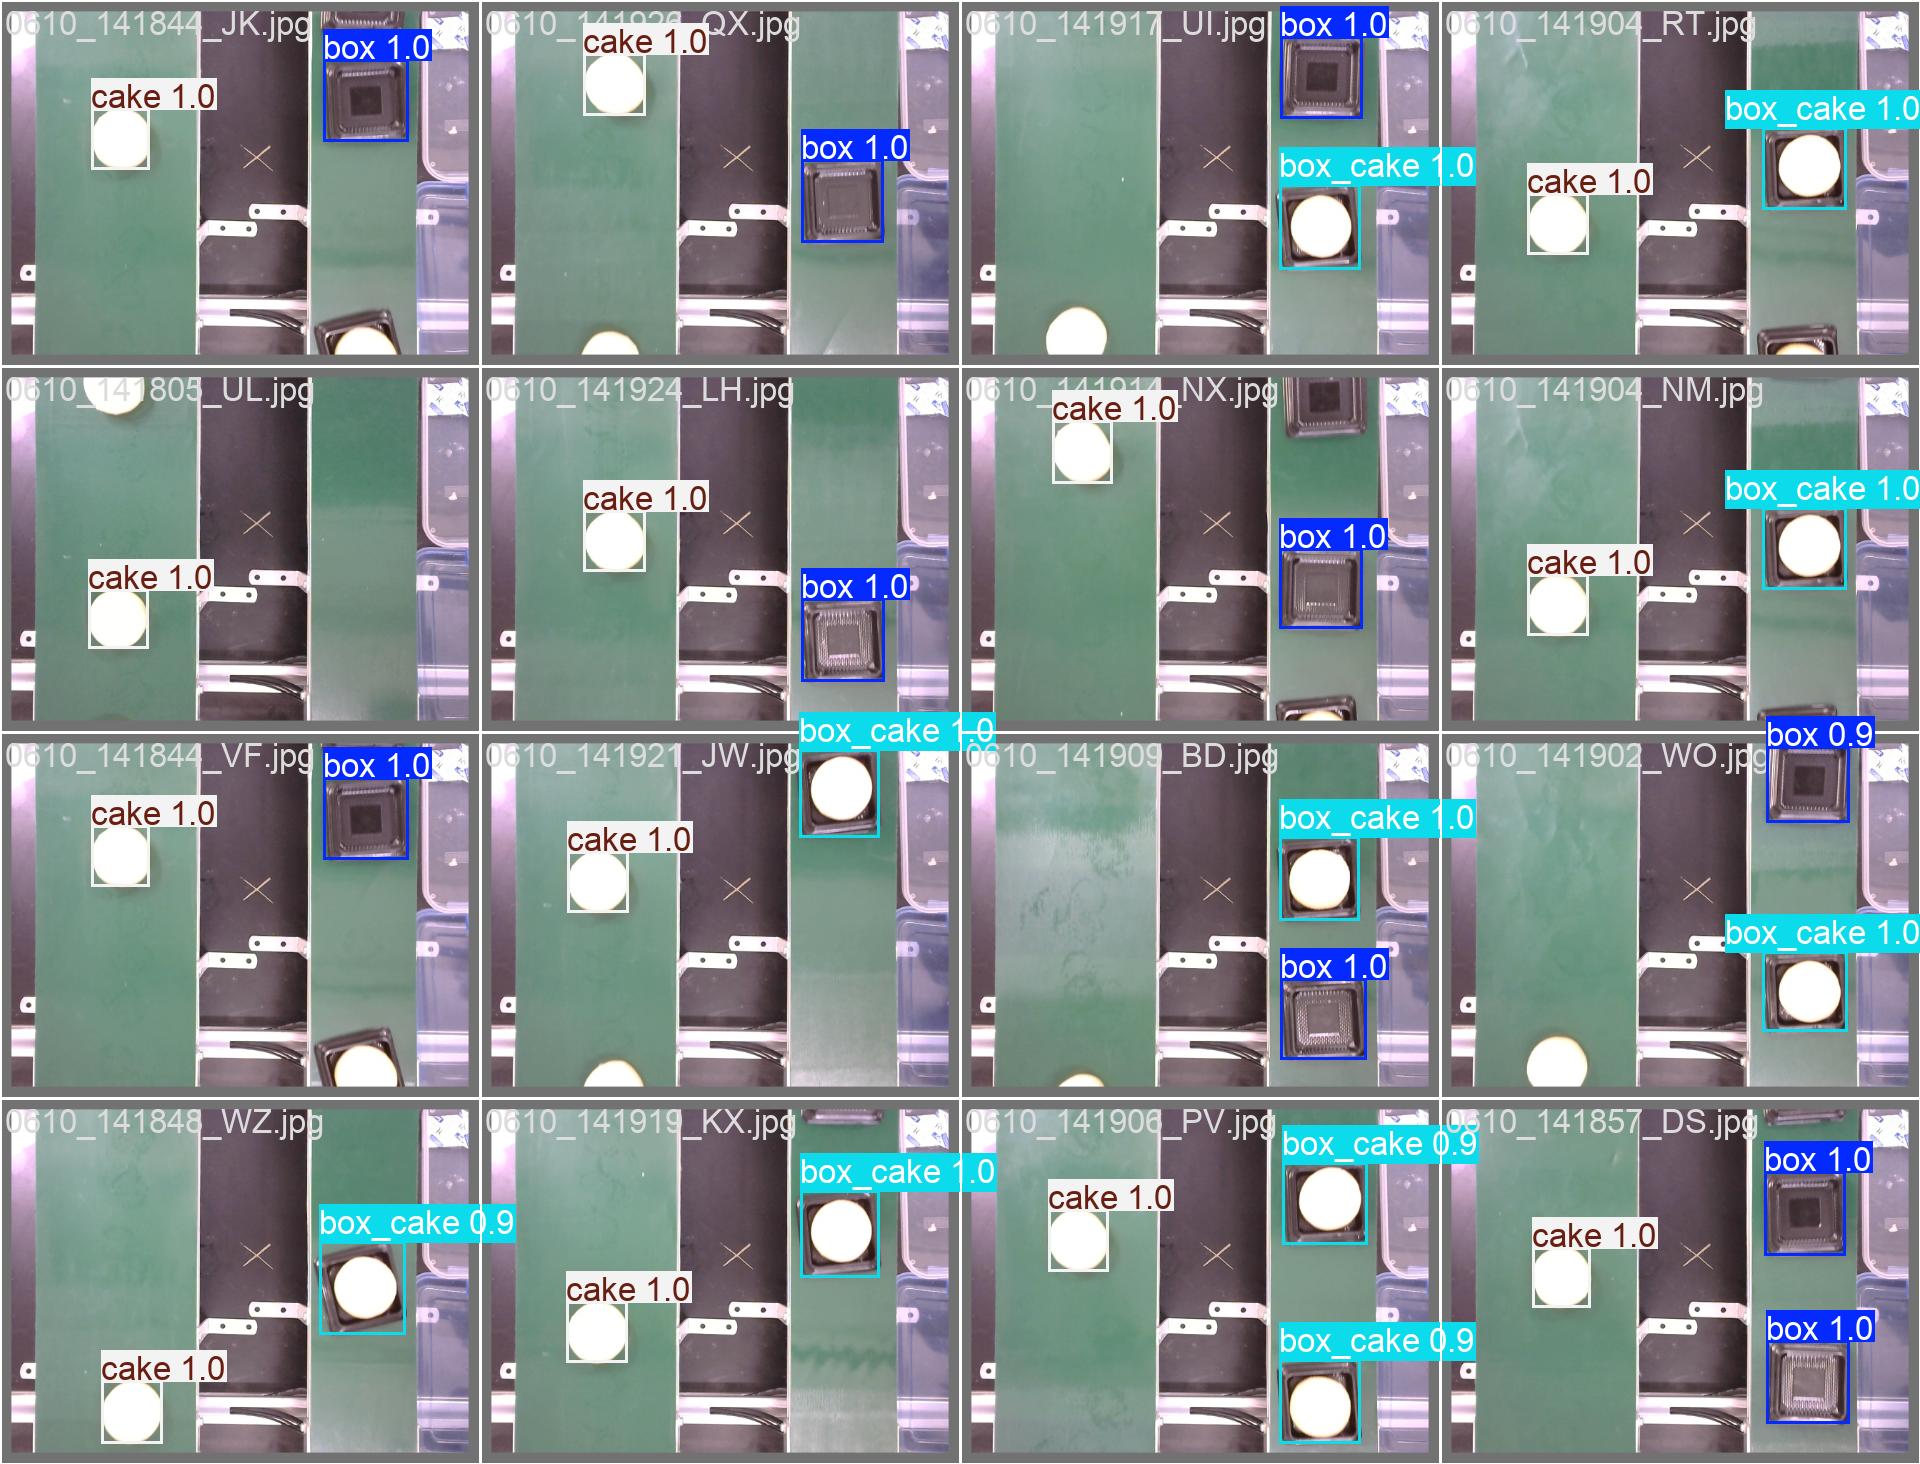 0610_141844_JK.jpg
box 1.0
cake 1.0
0610_141926_QX.jpg
cake 1.0
box 1.0
0610_141917_UI.jpg
box 1.0
box_cake 1.0
0610_141904_RT.jpg
box_cake 1.0
cake 1.0
0610_141805_UL.jpg
cake 1.0
0610_141924_LH.jpg
cake 1.0
box 1.0
0610_141914_NX.jpg
cake 1.0
box 1.0
0610_141904_NM.jpg
box_cake 1.0
cake 1.0
0610_141844_VF.jpg
box 1.0
cake 1.0
0610_141921_JW.jpg
box_cake 1.0
cake 1.0
0610_141909_BD.jpg
box_cake 1.0
box 1.0
0610_141902_WO.jpg
box 0.9
box_cake 1.0
0610_141848_WZ.jpg
box_cake 0.9
cake 1.0
0610_141919_KX.jpg
box_cake 1.0
cake 1.0
0610_141906_PV.jpg
box_cake 0.9
cake 1.0
box_cake 0.9
0610_141857_DS.jpg
box 1.0
cake 1.0
box 1.0